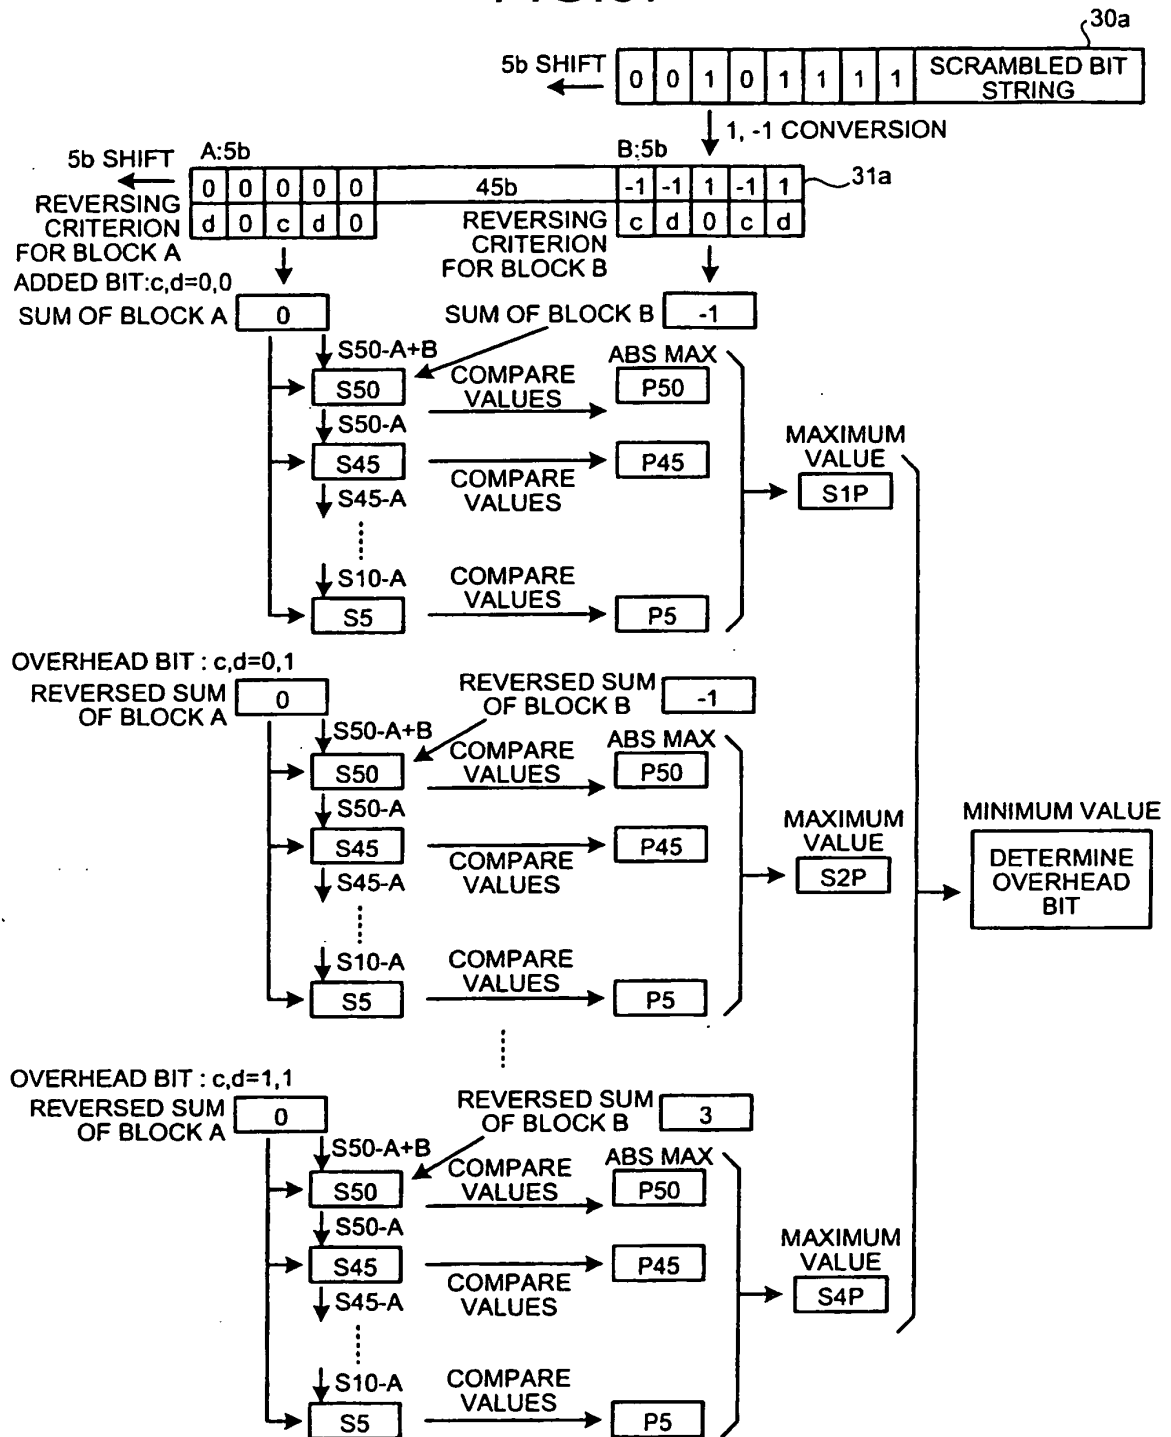 30a
5b SHIFT
0 0 1 0 1 1 1 1 SCRAMBLED BIT STRING
1, -1 CONVERSION
5b SHIFT
A:5b
B:5b
0 0 0 0 0 45b -1 -1 1 -1 1
31a
REVERSING
CRITERION
FOR BLOCK A
d 0 c d 0
REVERSING
CRITERION
FOR BLOCK B
c d 0 c d
ADDED BIT:c,d=0,0
SUM OF BLOCK A 0
SUM OF BLOCK B -1
S50-A+B
S50
COMPARE
VALUES
ABS MAX
P50
S50-A
S45
COMPARE
VALUES
P45
S45-A
MAXIMUM
VALUE
S1P
S10-A
S5
COMPARE
VALUES
P5
OVERHEAD BIT : c,d=0,1
REVERSED SUM
OF BLOCK A
0
REVERSED SUM
OF BLOCK B
-1
S50-A+B
S50
COMPARE
VALUES
ABS MAX
P50
S50-A
S45
COMPARE
VALUES
P45
S45-A
MAXIMUM
VALUE
S2P
MINIMUM VALUE
DETERMINE
OVERHEAD
BIT
S10-A
S5
COMPARE
VALUES
P5
OVERHEAD BIT : c,d=1,1
REVERSED SUM
OF BLOCK A
0
REVERSED SUM
OF BLOCK B
3
S50-A+B
S50
COMPARE
VALUES
ABS MAX
P50
S50-A
S45
COMPARE
VALUES
P45
S45-A
MAXIMUM
VALUE
S4P
S10-A
S5
COMPARE
VALUES
P5